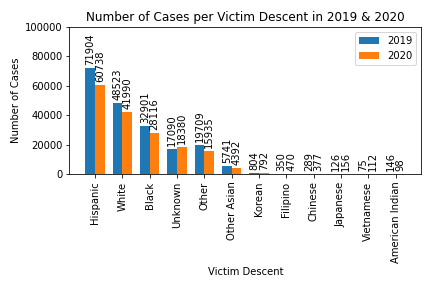 Number of Cases per Victim Descent in 2019 & 2020
100000
80000
60000
40000
20000
0
Number of Cases
2019
2020
71904
60738
48523
41990
32901
28116
17090
18380
19709
15935
5741
4392
804
792
350
470
289
377
126
156
75
112
146
98
Hispanic
White
Black
Unknown
Other
Other Asian
Korean
Filipino
Chinese
Japanese
Vietnamese
American Indian
Victim Descent